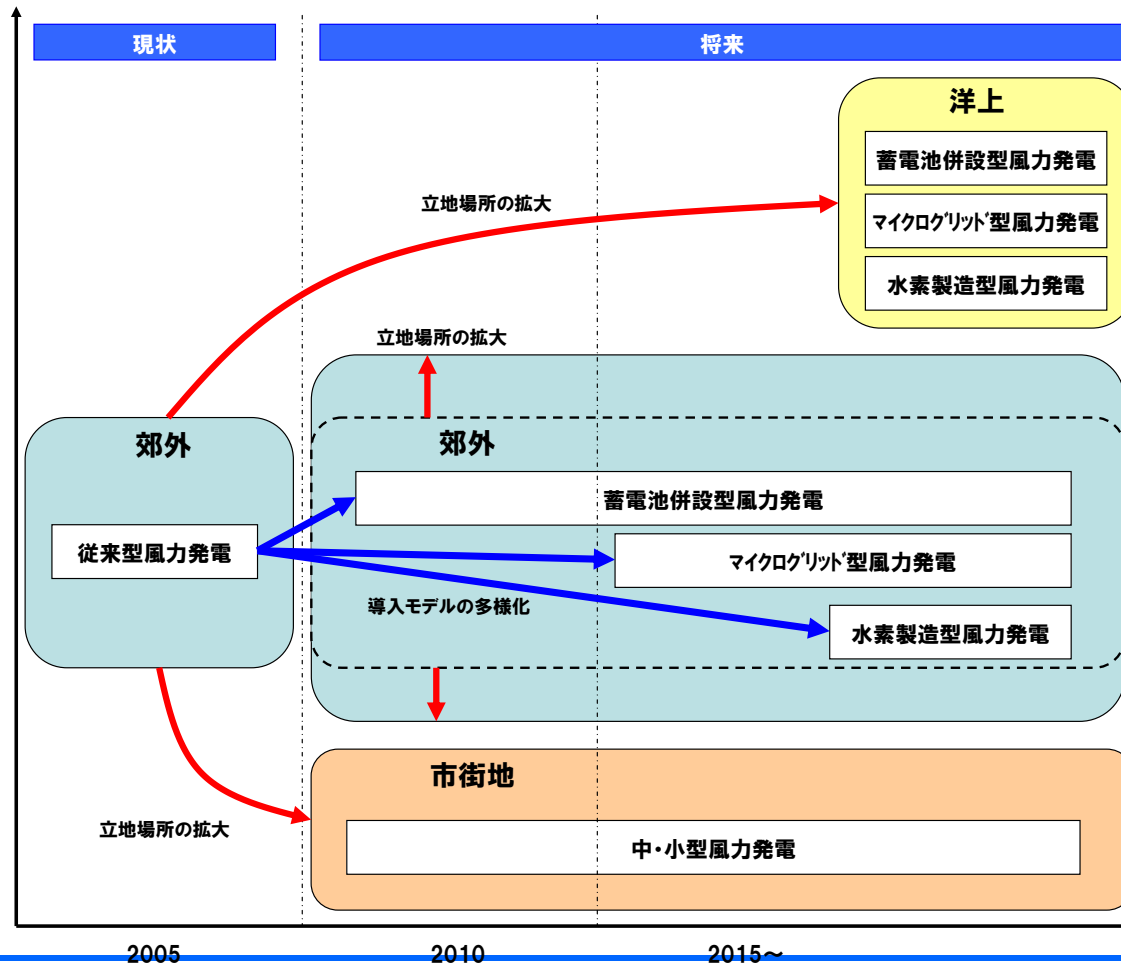 現状
将来
洋上
蓄電池併設型風力発電
マイクログリッド型風力発電
水素製造型風力発電
立地場所の拡大
立地場所の拡大
郊外
従来型風力発電
郊外
蓄電池併設型風力発電
マイクログリッド型風力発電
導入モデルの多様化
水素製造型風力発電
市街地
立地場所の拡大
中・小型風力発電
2005
2010
2015～